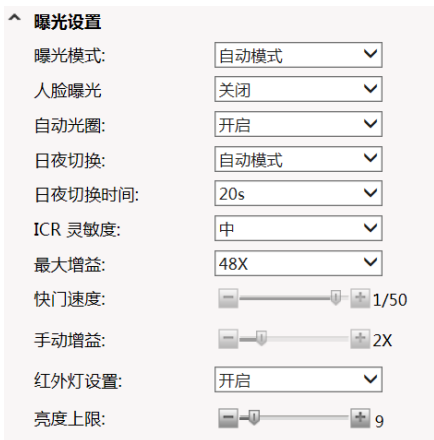 曝光设置
曝光模式: 自动模式
人脸曝光 关闭
自动光圈: 开启
日夜切换: 自动模式
日夜切换时间: 20s
ICR 灵敏度: 中
最大增益: 48X
快门速度: 1/50
手动增益: 2X
红外灯设置: 开启
亮度上限: 9